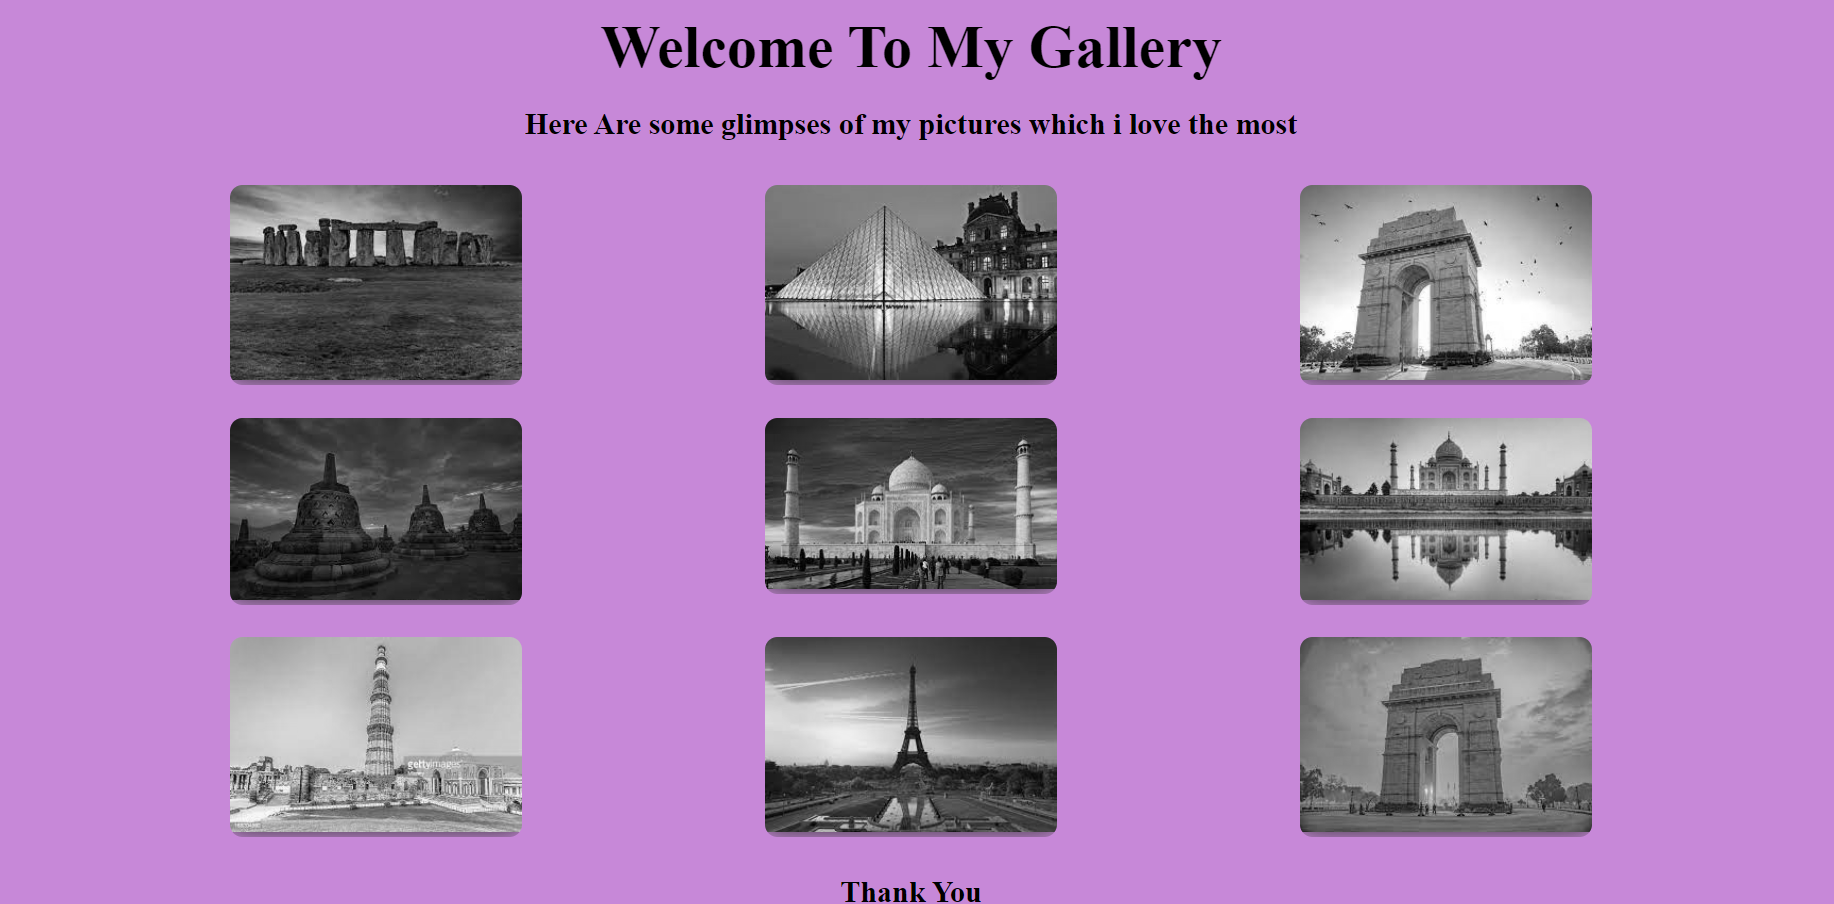 Welcome To My Gallery
Here Are some glimpses of my pictures which i love the most
gettyimages
Thank You